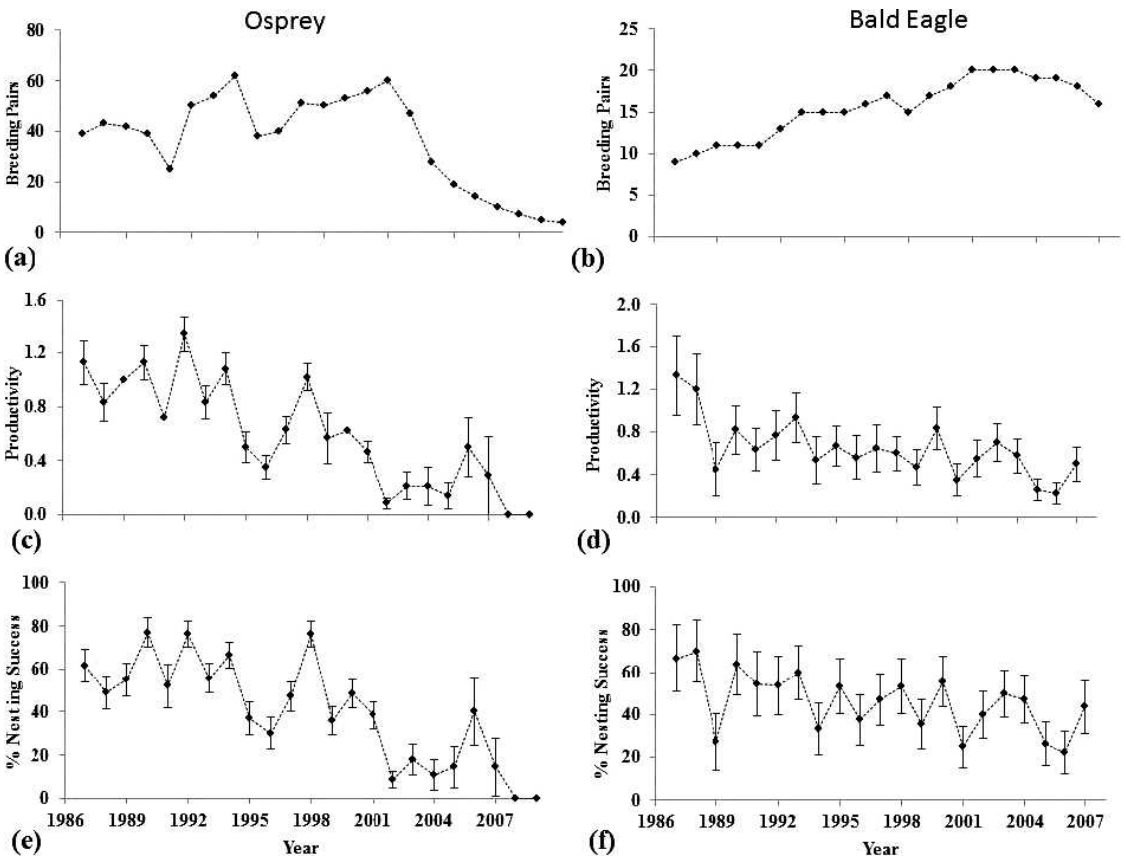 Osprey
Bald Eagle
80
60
40
20
0
Breeding Pairs
(a)
25
20
15
10
5
0
Breeding Pairs
(b)
1.6
1.2
0.8
0.4
0.0
Productivity
(c)
2.0
1.6
1.2
0.8
0.4
0.0
Productivity
(d)
100
80
60
40
20
0
% Nesting Success
1986 1989 1992 1995 1998 2001 2004 2007
(e)
Year
100
80
60
40
20
0
% Nesting Success
1986 1989 1992 1995 1998 2001 2004 2007
(f)
Year